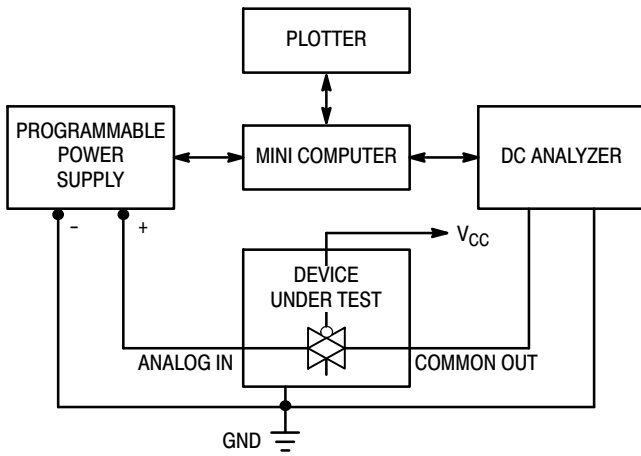 PLOTTER
PROGRAMMABLE
POWER
SUPPLY
MINI COMPUTER
DC ANALYZER
–
+
VCC
DEVICE
UNDER TEST
ANALOG IN
COMMON OUT
GND